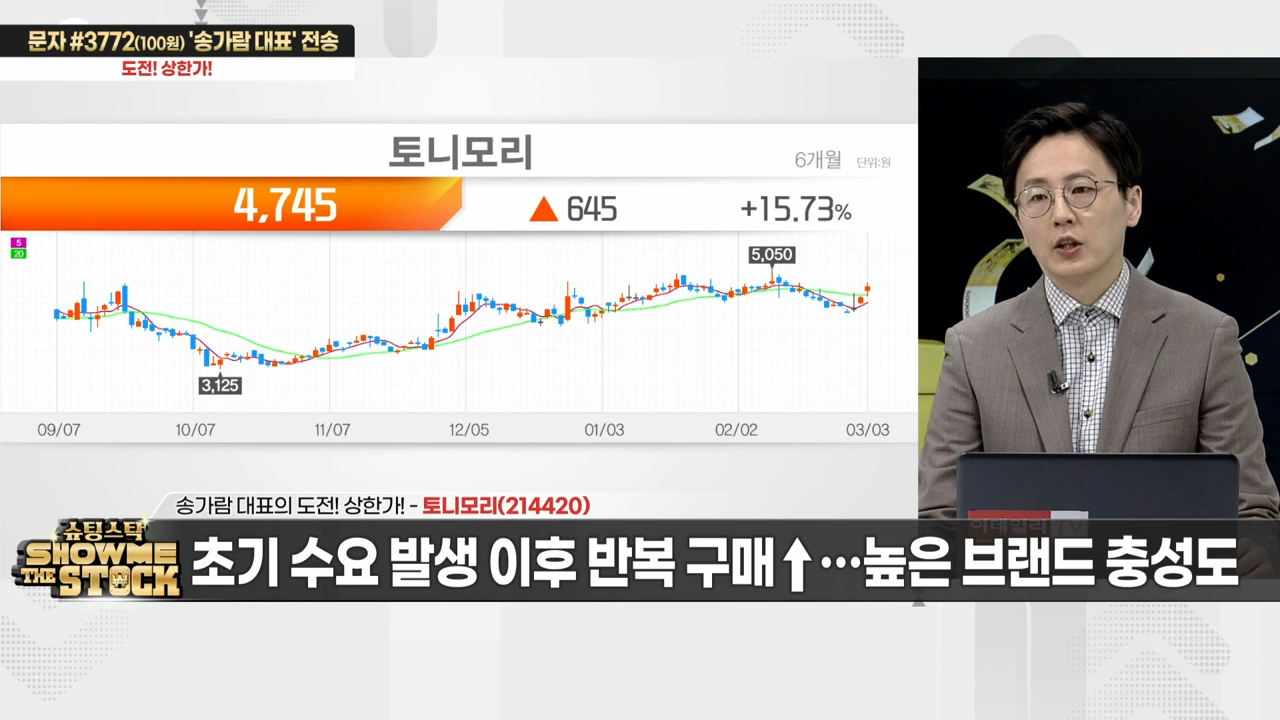 문자 #3772(100원) '송가람 대표' 전송
도전! 상한가!
토니모리
6개월 단위:원
4,745 ▲ 645 +15.73%
5
20
5,050
3,125
09/07 10/07 11/07 12/05 01/03 02/02 03/03
송가람 대표의 도전! 상한가! - 토니모리(214420)
슈팅스탁
SHOW ME
THE STOCK
초기 수요 발생 이후 반복 구매↑…높은 브랜드 충성도